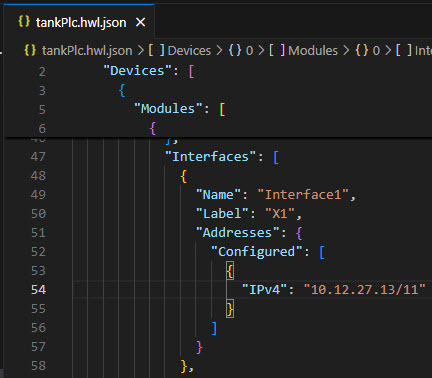 {} tankPlc.hwl.json ×
{} tankPlc.hwl.json > [ ] Devices > {} 0 > [ ] Modules > {} 0 > [ ] Inte
2 "Devices": [
3 {
5 "Modules": [
6 {
46 },
47 "Interfaces": [
48 {
49 "Name": "Interface1",
50 "Label": "X1",
51 "Addresses": {
52 "Configured": [
53 {
54 "IPv4": "10.12.27.13/11"
55 }
56 ]
57 }
58 },